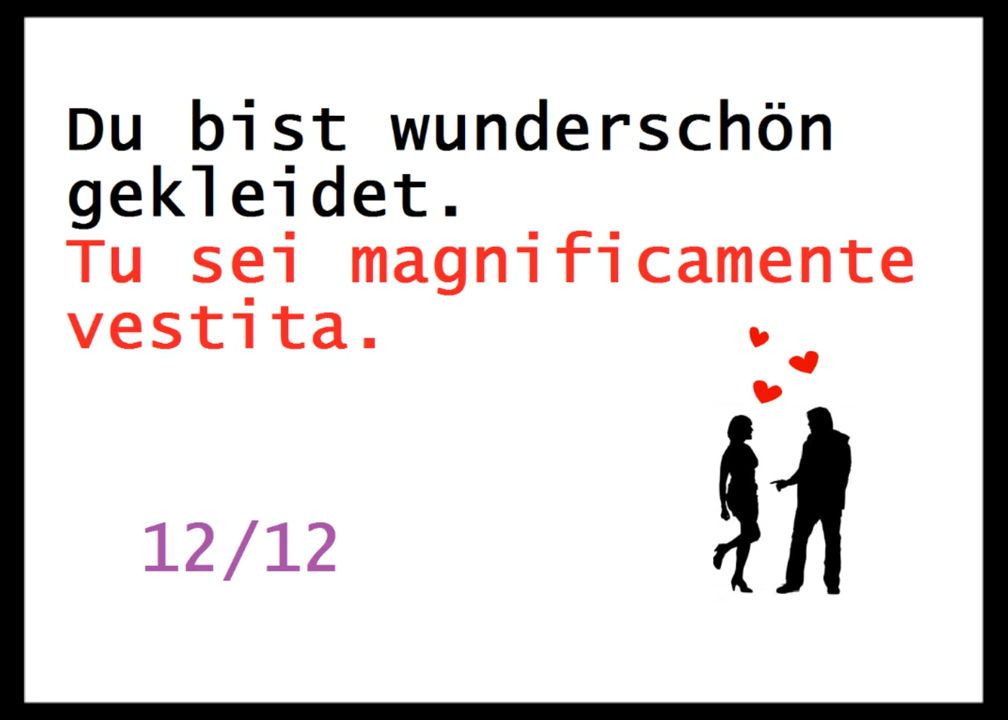 Du bist wunderschön
gekleidet.
Tu sei magnificamente
vestita.
12/12